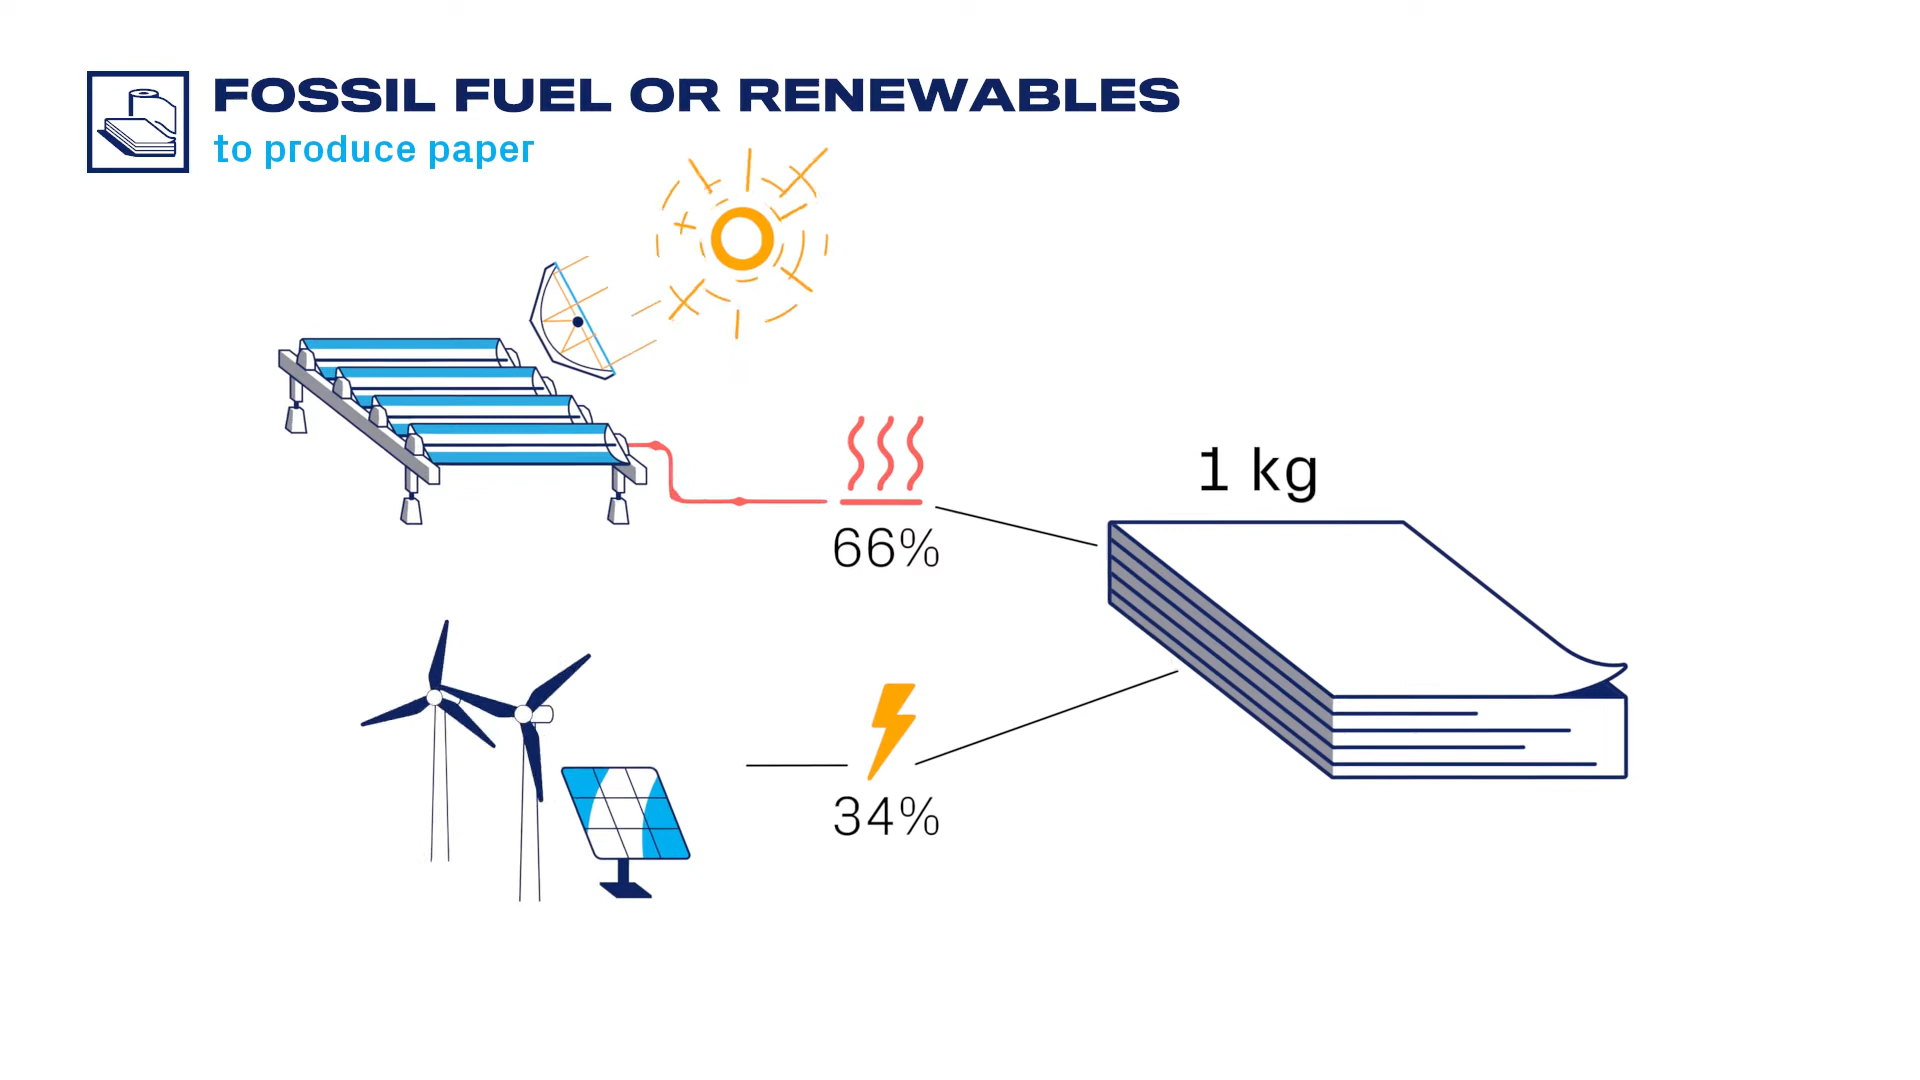 FOSSIL FUEL OR RENEWABLES
to produce paper
1 kg
66%
34%